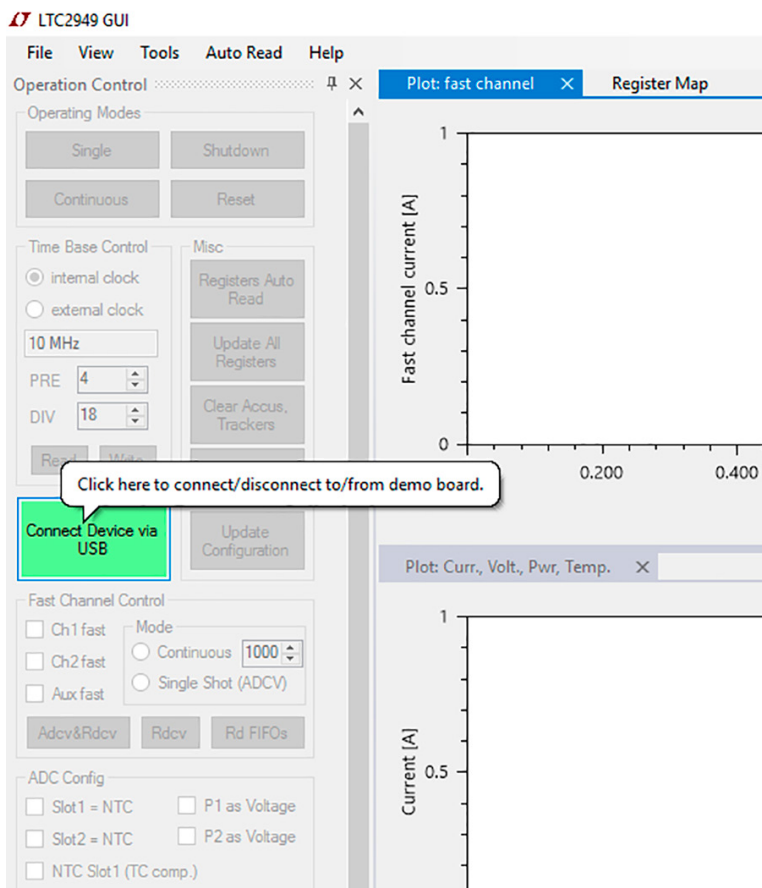 LTC2949 GUI
File View Tools Auto Read Help
Operation Control
Plot: fast channel
Register Map
Operating Modes
Single
Shutdown
Continuous
Reset
Time Base Control
internal clock
external clock
10 MHz
PRE 4
DIV 18
Read
Misc
Registers Auto
Read
Update All
Registers
Clear Accus,
Trackers
Click here to connect/disconnect to/from demo board.
Connect Device via
USB
Update
Configuration
Fast Channel Control
Ch1 fast
Ch2 fast
Aux fast
Mode
Continuous 1000
Single Shot (ADCV)
Adcv&Rdcv
Rdcv
Rd FIFOs
ADC Config
Slot1 = NTC
P1 as Voltage
Slot2 = NTC
P2 as Voltage
NTC Slot1 (TC comp.)
Fast channel current [A]
1
0.5
0
0.200
0.400
Plot: Curr., Volt., Pwr, Temp.
Current [A]
1
0.5